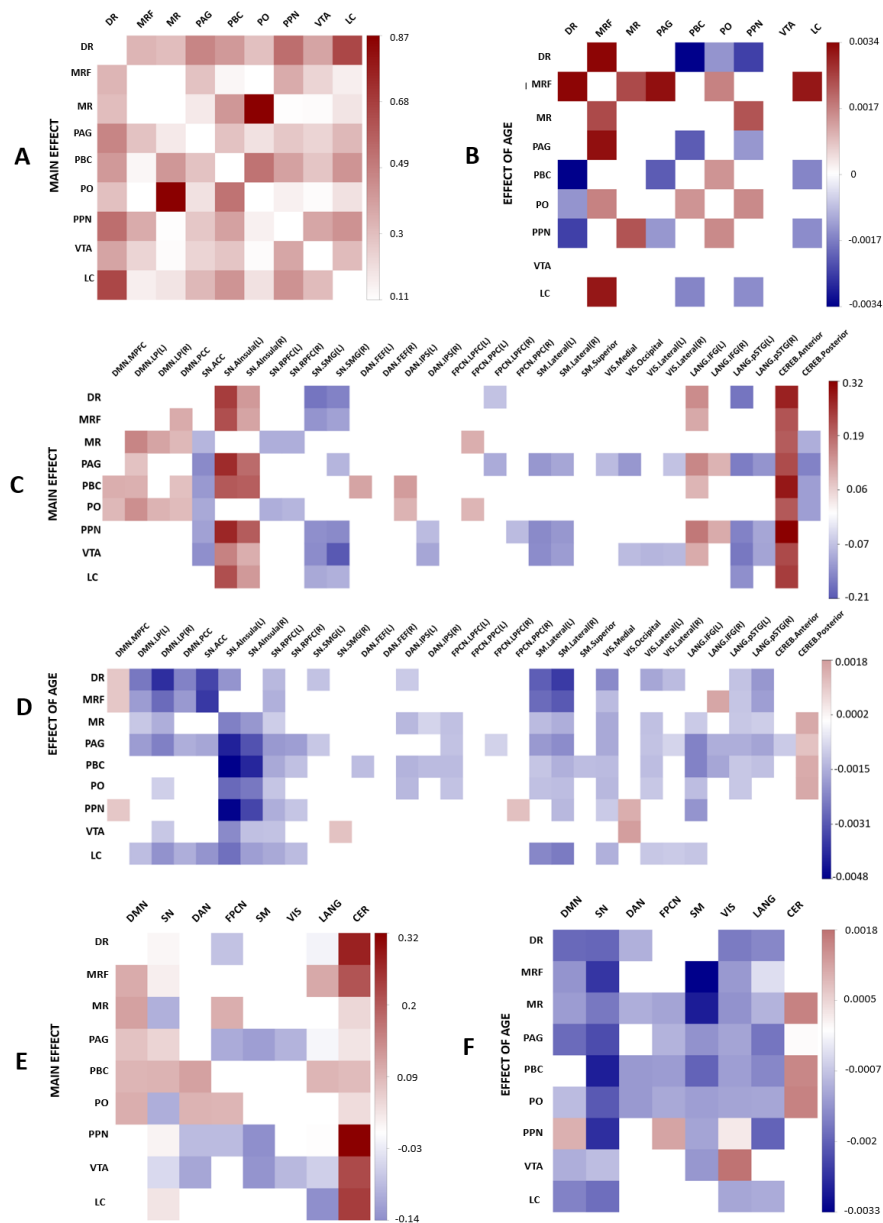 DR MRF MR PAG PBC PO PPN VTA LC
A
MAIN EFFECT
DR
MRF
MR
PAG
PBC
PO
PPN
VTA
LC
0.87
0.68
0.49
0.3
0.11
DR MRF MR PAG PBC PO PPN VTA LC
B
EFFECT OF AGE
DR
MRF
MR
PAG
PBC
PO
PPN
VTA
LC
0.0034
0.0017
0
-0.0017
-0.0034
DMN.MPFC DMN.LP(L) DMN.LP(R) DMN.PCC SN.ACC SN.AInsula(L) SN.AInsula(R) SN.RPFC(L) SN.RPFC(R) SN.SMG(L) SN.SMG(R) DAN.FEF(L) DAN.FEF(R) DAN.IPS(L) DAN.IPS(R) FPCN.LPFC(L) FPCN.PPC(L) FPCN.LPFC(R) FPCN.PPC(R) SM.Lateral(L) SM.Lateral(R) SM.Superior VIS.Medial VIS.Occipital VIS.Lateral(L) VIS.Lateral(R) LANG.IFG(L) LANG.IFG(R) LANG.pSTG(L) LANG.pSTG(R) CEREB.Anterior CEREB.Posterior
C
MAIN EFFECT
DR
MRF
MR
PAG
PBC
PO
PPN
VTA
LC
0.32
0.19
0.06
-0.07
-0.21
DMN.MPFC DMN.LP(L) DMN.LP(R) DMN.PCC SN.ACC SN.AInsula(L) SN.AInsula(R) SN.RPFC(L) SN.RPFC(R) SN.SMG(L) SN.SMG(R) DAN.FEF(L) DAN.FEF(R) DAN.IPS(L) DAN.IPS(R) FPCN.LPFC(L) FPCN.PPC(L) FPCN.LPFC(R) FPCN.PPC(R) SM.Lateral(L) SM.Lateral(R) SM.Superior VIS.Medial VIS.Occipital VIS.Lateral(L) VIS.Lateral(R) LANG.IFG(L) LANG.IFG(R) LANG.pSTG(L) LANG.pSTG(R) CEREB.Anterior CEREB.Posterior
D
EFFECT OF AGE
DR
MRF
MR
PAG
PBC
PO
PPN
VTA
LC
0.0018
0.0002
-0.0015
-0.0031
-0.0048
DMN SN DAN FPCN SM VIS LANG CER
E
MAIN EFFECT
DR
MRF
MR
PAG
PBC
PO
PPN
VTA
LC
0.32
0.2
0.09
-0.03
-0.14
DMN SN DAN FPCN SM VIS LANG CER
F
EFFECT OF AGE
DR
MRF
MR
PAG
PBC
PO
PPN
VTA
LC
0.0018
0.0005
-0.0007
-0.002
-0.0033